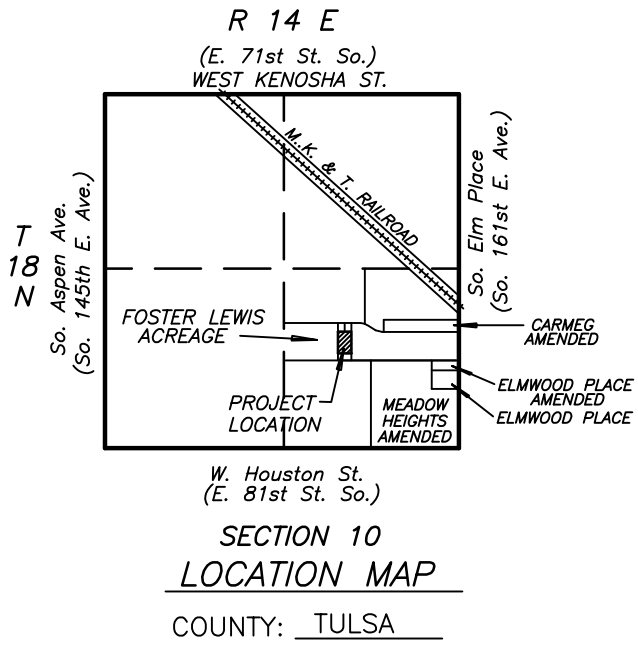 R 14 E
(E. 71st St. So.)
WEST KENOSHA ST.
M.K. & T. RAILROAD
T
18
N
So. Aspen Ave.
(So. 145th E. Ave.)
So. Elm Place
(So. 161st E. Ave.)
FOSTER LEWIS
ACREAGE
CARMEG
AMENDED
PROJECT
LOCATION
MEADOW
HEIGHTS
AMENDED
ELMWOOD PLACE
AMENDED
ELMWOOD PLACE
W. Houston St.
(E. 81st St. So.)
SECTION 10
LOCATION MAP
COUNTY: TULSA